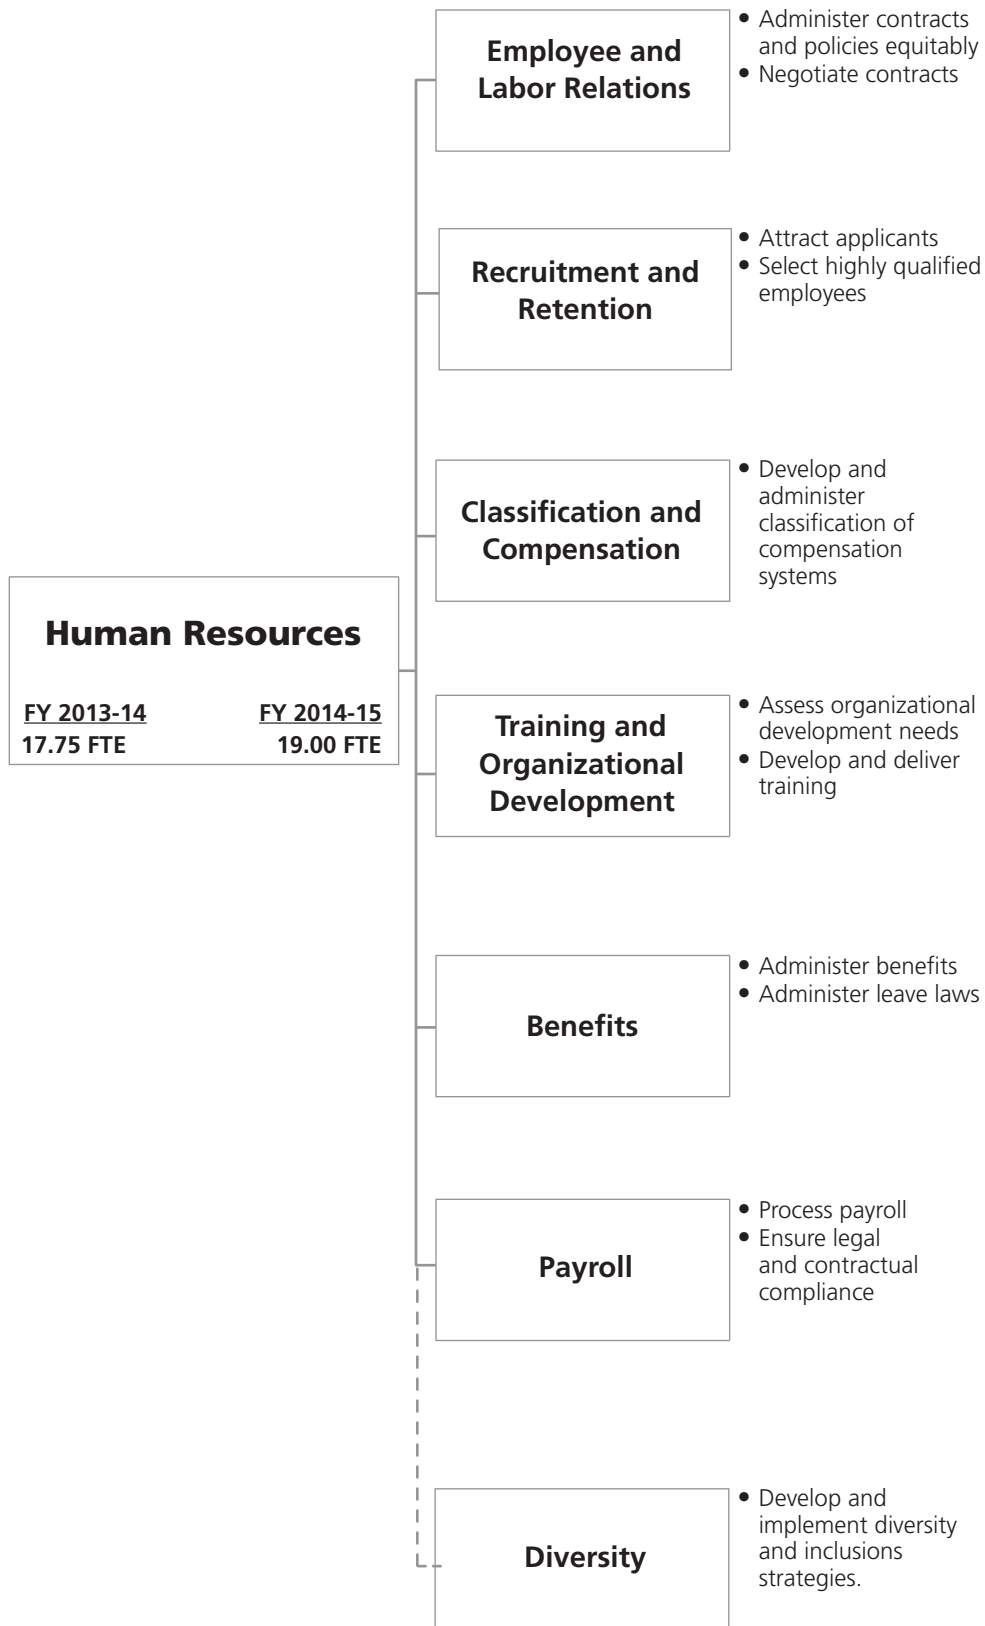 Employee and
Labor Relations
• Administer contracts
and policies equitably
• Negotiate contracts
Recruitment and
Retention
• Attract applicants
• Select highly qualified
employees
Classification and
Compensation
• Develop and
administer
classification of
compensation
systems
Human Resources
FY 2013-14 FY 2014-15
17.75 FTE 19.00 FTE
Training and
Organizational
Development
• Assess organizational
development needs
• Develop and deliver
training
Benefits
• Administer benefits
• Administer leave laws
Payroll
• Process payroll
• Ensure legal
and contractual
compliance
Diversity
• Develop and
implement diversity
and inclusions
strategies.